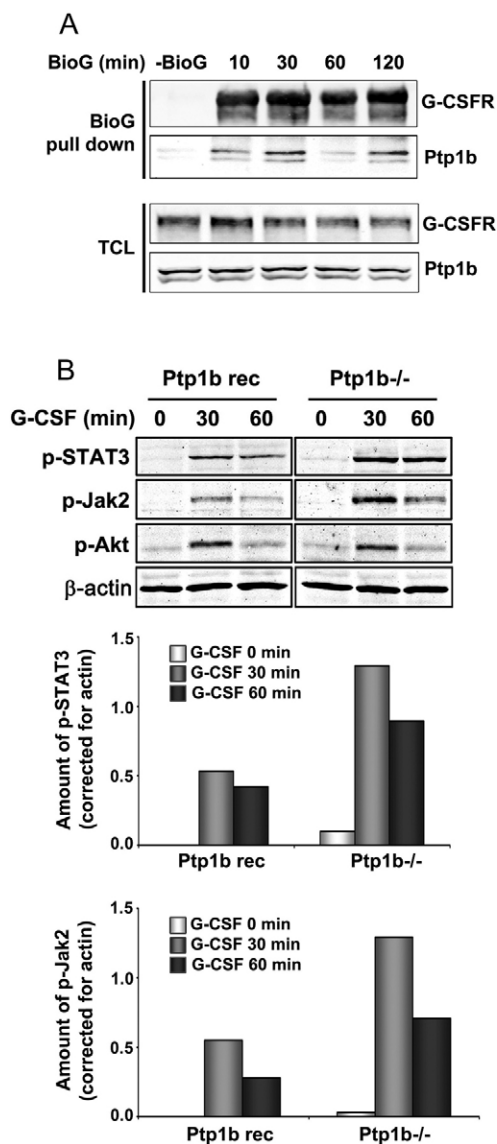 A
BioG (min) -BioG 10 30 60 120
BioG
pull down
G-CSFR
Ptp1b
TCL
G-CSFR
Ptp1b
B
Ptp1b rec Ptp1b-/-
G-CSF (min) 0 30 60 0 30 60
p-STAT3
p-Jak2
p-Akt
β-actin
Amount of p-STAT3
(corrected for actin)
1.5
1.0
0.5
0.0
G-CSF 0 min
G-CSF 30 min
G-CSF 60 min
Ptp1b rec Ptp1b-/-
Amount of p-Jak2
(corrected for actin)
1.5
1.0
0.5
0.0
G-CSF 0 min
G-CSF 30 min
G-CSF 60 min
Ptp1b rec Ptp1b-/-